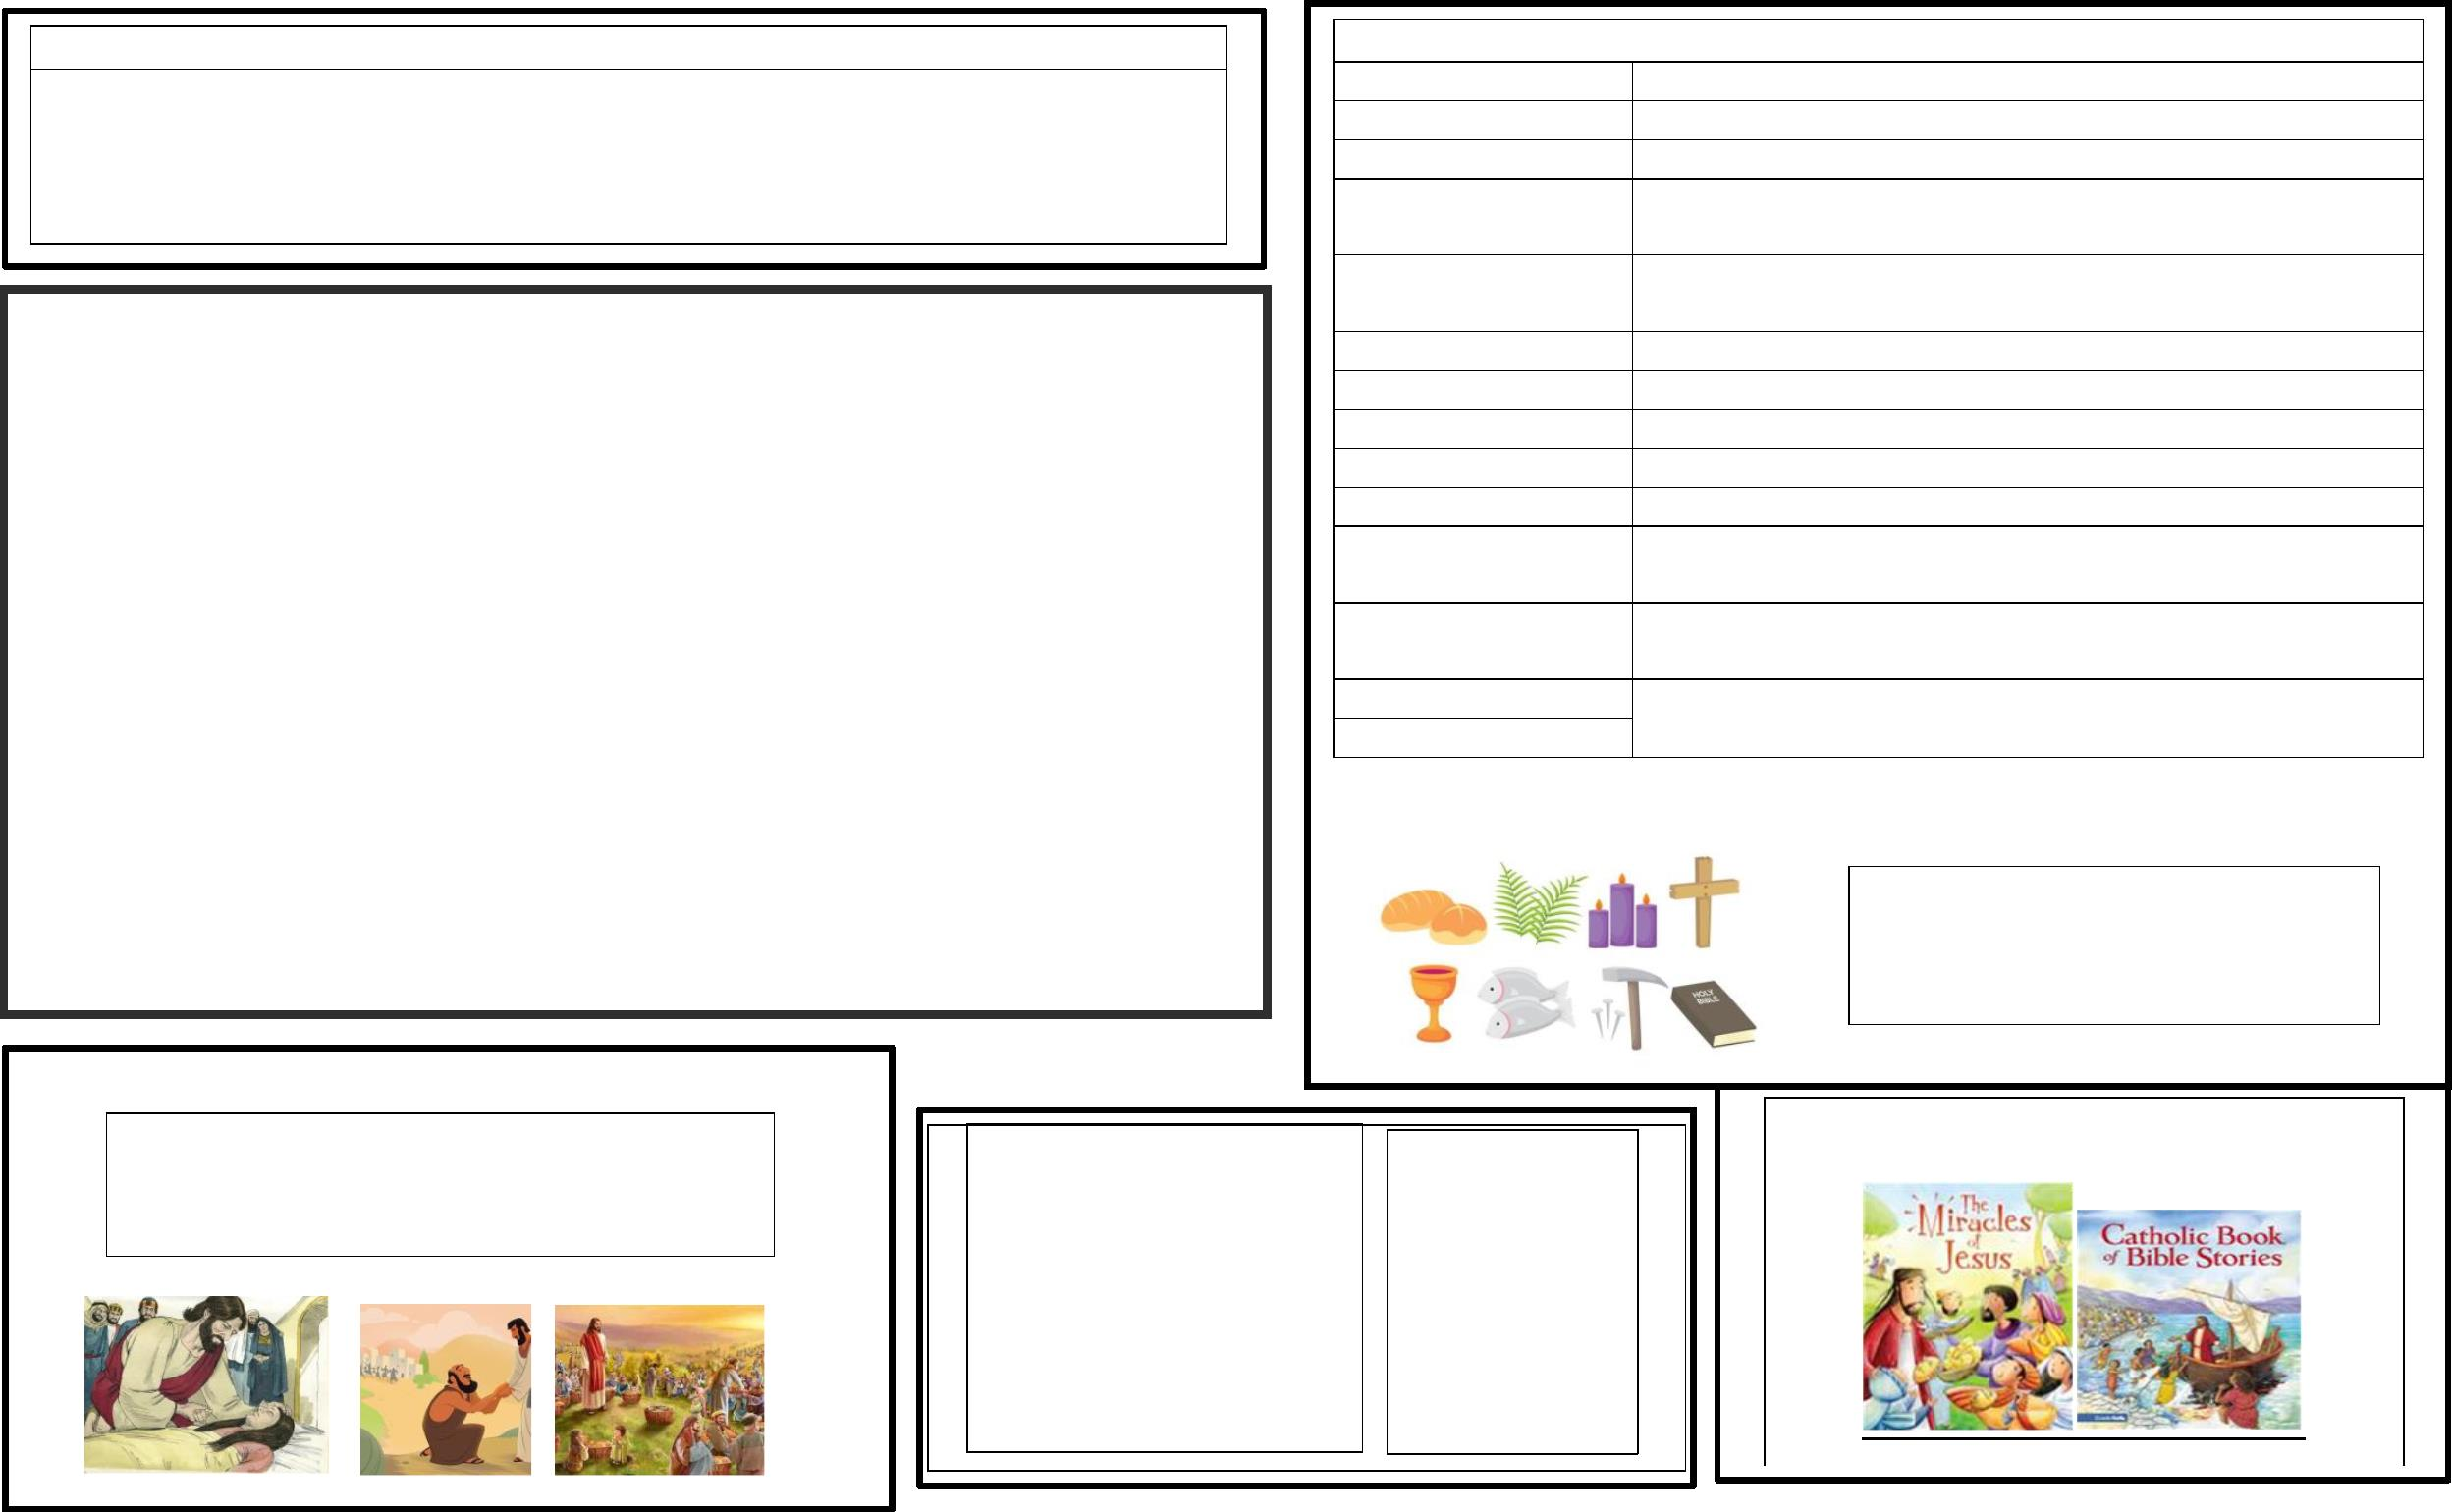 HOLY
BIBLE
The
Miracles
of
Jesus
Catholic Book
of Bible Stories